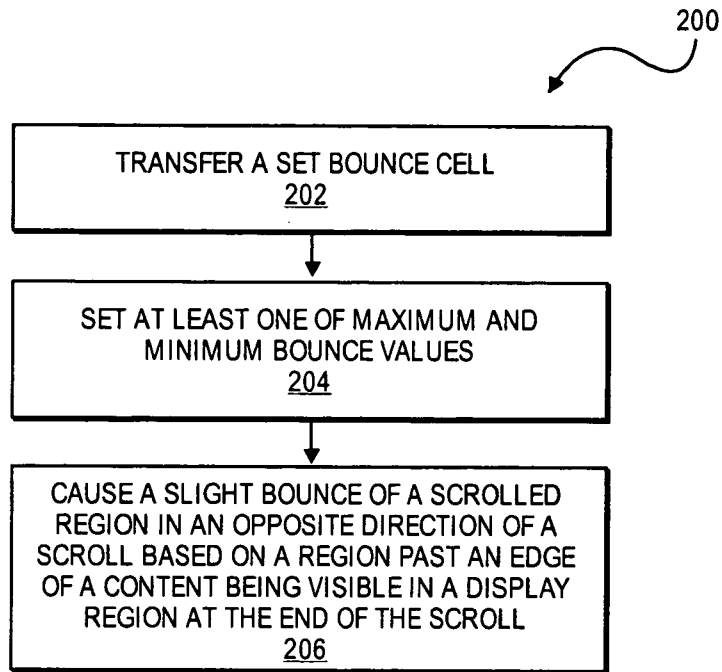 200
TRANSFER A SET BOUNCE CELL
202
SET AT LEAST ONE OF MAXIMUM AND
MINIMUM BOUNCE VALUES
204
CAUSE A SLIGHT BOUNCE OF A SCROLLED
REGION IN AN OPPOSITE DIRECTION OF A
SCROLL BASED ON A REGION PAST AN EDGE
OF A CONTENT BEING VISIBLE IN A DISPLAY
REGION AT THE END OF THE SCROLL
206